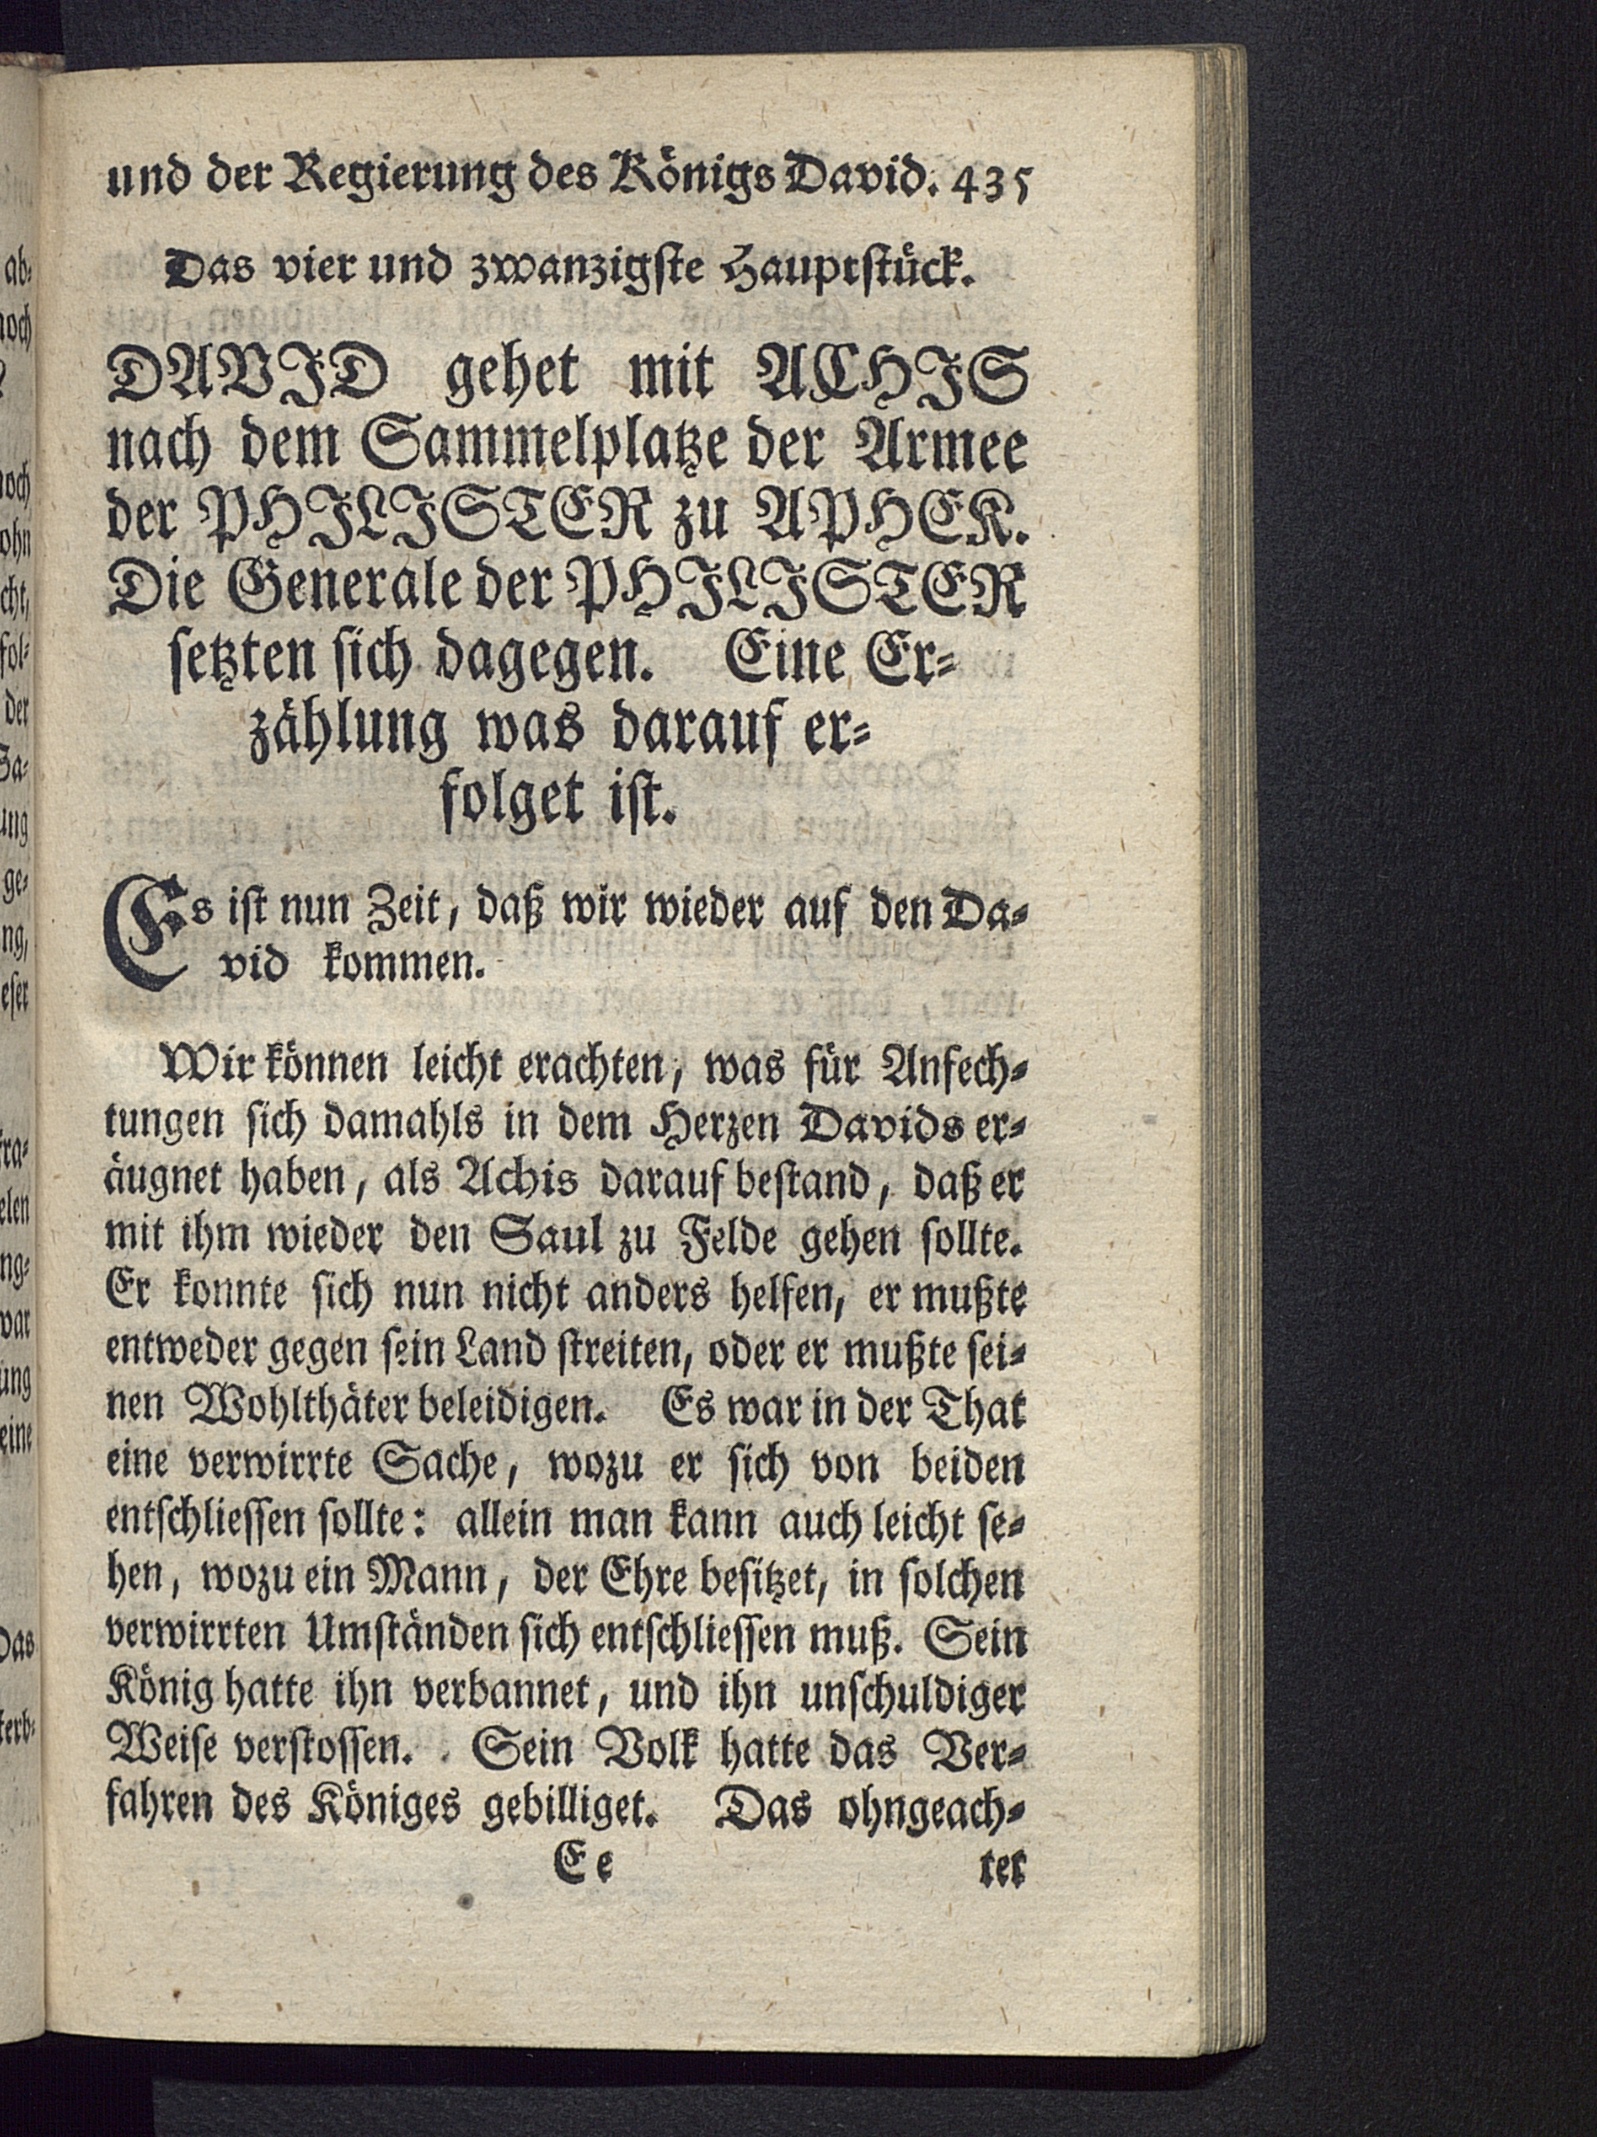 und der Regierung des Königs David. 435
Das vier und zwanzigste Hauptstück.
DAVID gehet mit ACHIS
nach dem Sammelplatze der Armee
der PHILISTER zu APHEK.
Die Generale der PHILISTER
setzten sich dagegen. Eine Er-
zählung was darauf er-
folget ist.
Es ist nun Zeit, daß wir wieder auf den Da-
vid kommen.
Wir können leicht erachten, was für Anfech-
tungen sich damahls in dem Herzen Davids er-
äugnet haben, als Achis darauf bestand, daß er
mit ihm wieder den Saul zu Felde gehen sollte.
Er konnte sich nun nicht anders helfen, er mußte
entweder gegen sein Land streiten, oder er mußte sei-
nen Wohlthäter beleidigen. Es war in der That
eine verwirrte Sache, wozu er sich von beiden
entschliessen sollte: allein man kann auch leicht se-
hen, wozu ein Mann, der Ehre besitzet, in solchen
verwirrten Umständen sich entschliessen muß. Sein
König hatte ihn verbannet, und ihn unschuldiger
Weise verstossen. Sein Volk hatte das Ver-
fahren des Königes gebilliget. Das ohngeach-
Ee tet